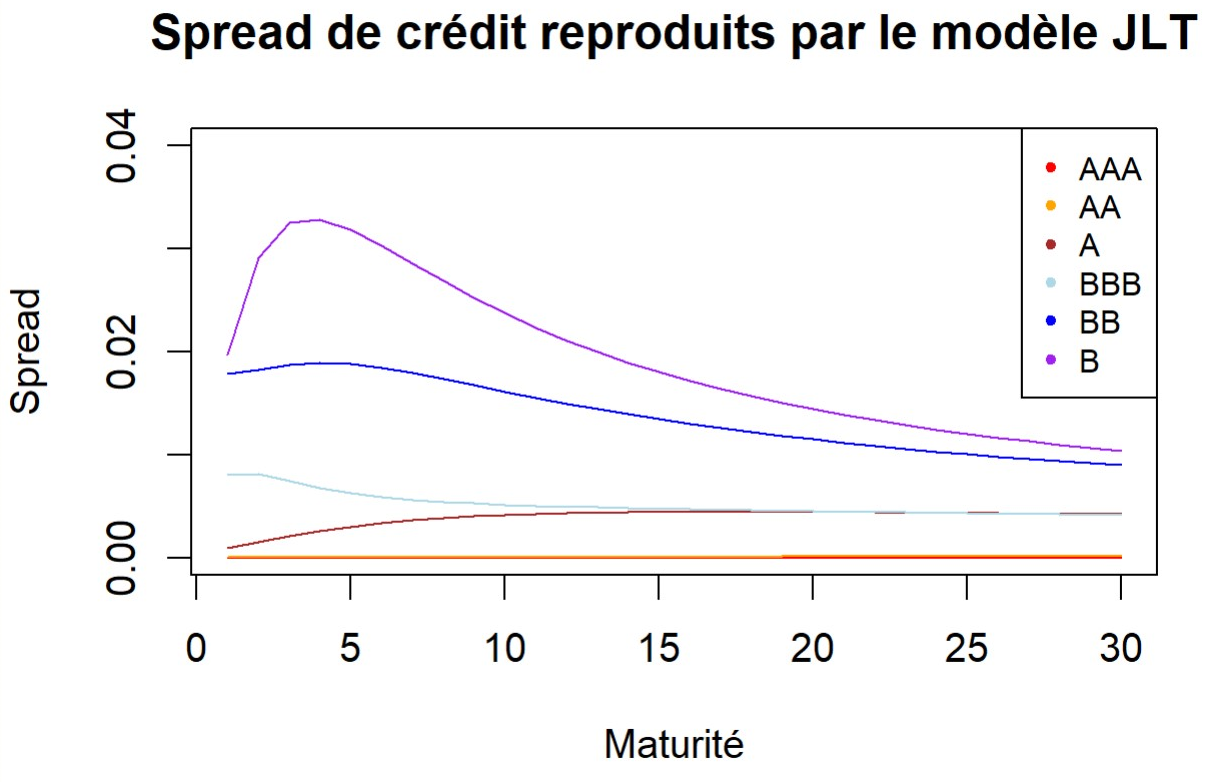 Spread de crédit reproduits par le modèle JLT
Spread
0.04
0.02
0.00
AAA
AA
A
BBB
BB
B
0 5 10 15 20 25 30
Maturité